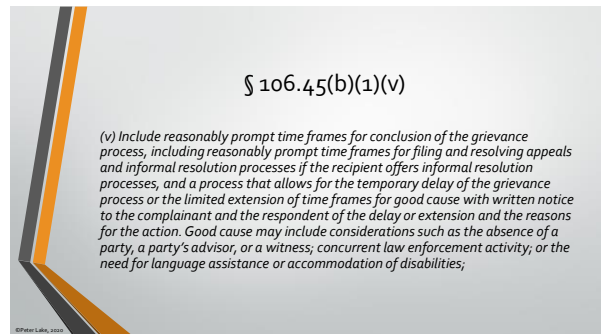 § 106.45(b)(1)(v)
(v) Include reasonably prompt time frames for conclusion of the grievance
process, including reasonably prompt time frames for filing and resolving appeals
and informal resolution processes if the recipient offers informal resolution
processes, and a process that allows for the temporary delay of the grievance
process or the limited extension of time frames for good cause with written notice
to the complainant and the respondent of the delay or extension and the reasons
for the action. Good cause may include considerations such as the absence of a
party, a party's advisor, or a witness; concurrent law enforcement activity; or the
need for language assistance or accommodation of disabilities;
©Peter Lake, 2020